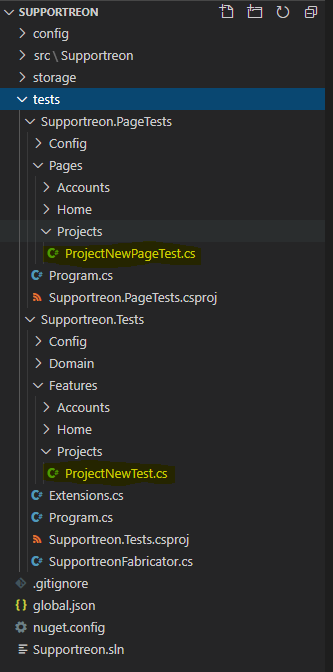 SUPPORTREON
config
src\Supportreon
storage
tests
Supportreon.PageTests
Config
Pages
Accounts
Home
Projects
C# ProjectNewPageTest.cs
C# Program.cs
Supportreon.PageTests.csproj
Supportreon.Tests
Config
Domain
Features
Accounts
Home
Projects
C# ProjectNewTest.cs
C# Extensions.cs
C# Program.cs
Supportreon.Tests.csproj
C# SupportreonFabricator.cs
.gitignore
{} global.json
nuget.config
Supportreon.sln